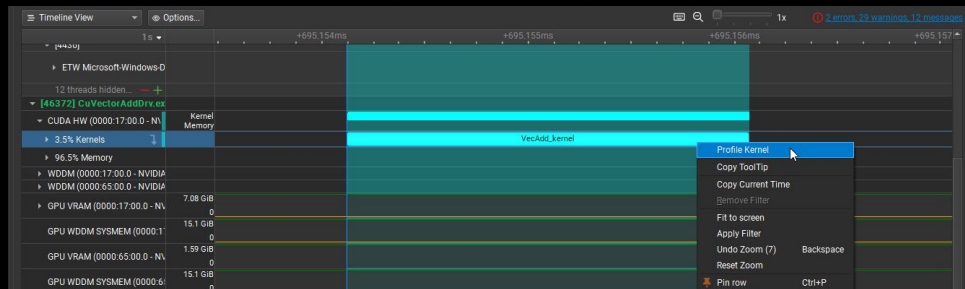 Timeline View
Options...
1x
2 errors, 29 warnings, 12 messages
1s
+695.154ms
+695.155ms
+695.156ms
+695.157
[4436]
ETW Microsoft-Windows-D
12 threads hidden...
[46372] CuVectorAddDrv.ex
CUDA HW (0000:17:00.0 - NV
Kernel
Memory
3.5% Kernels
VecAdd_kernel
96.5% Memory
WDDM (0000:17:00.0 - NVIDIA
WDDM (0000:65:00.0 - NVIDIA
GPU VRAM (0000:17:00.0 - NV
7.08 GiB
0
GPU WDDM SYSMEM (0000:1
15.1 GiB
0
GPU VRAM (0000:65:00.0 - NV
1.59 GiB
0
GPU WDDM SYSMEM (0000:6
15.1 GiB
0
Profile Kernel
Copy ToolTip
Copy Current Time
Remove Filter
Fit to screen
Apply Filter
Undo Zoom (7) Backspace
Reset Zoom
Pin row Ctrl+P